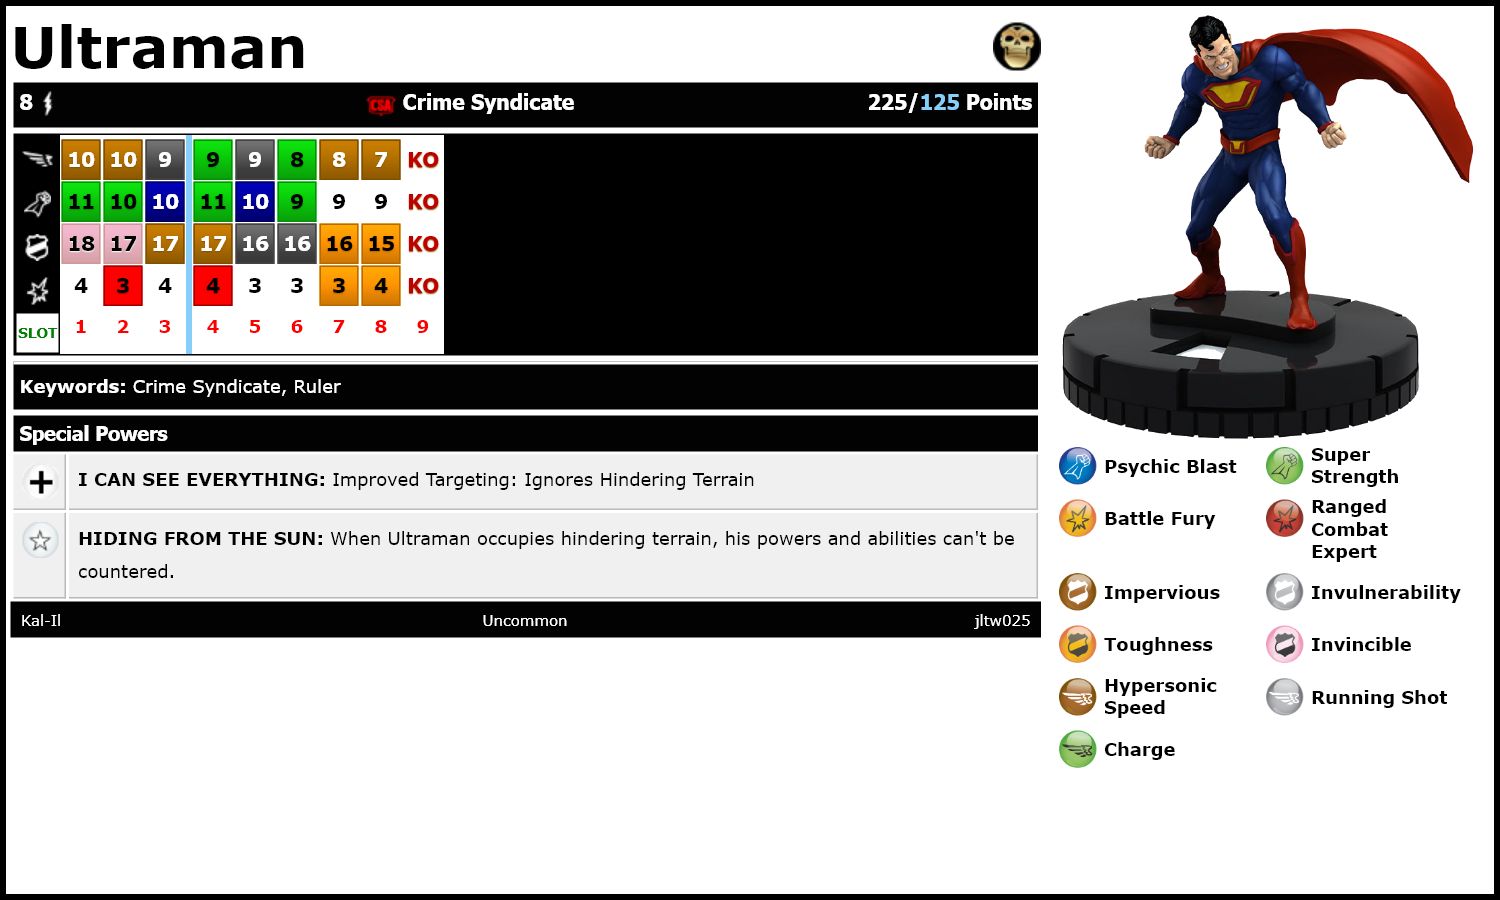 Ultraman
8 CSA Crime Syndicate 225/125 Points
10 10 9 9 9 8 8 7 KO
11 10 10 11 10 9 9 9 KO
18 17 17 17 16 16 16 15 KO
4 3 4 4 3 3 3 4 KO
SLOT 1 2 3 4 5 6 7 8 9
Keywords: Crime Syndicate, Ruler
Special Powers
I CAN SEE EVERYTHING: Improved Targeting: Ignores Hindering Terrain
HIDING FROM THE SUN: When Ultraman occupies hindering terrain, his powers and abilities can't be
countered.
Kal-Il Uncommon jltw025
Psychic Blast
Super
Strength
Battle Fury
Ranged
Combat
Expert
Impervious
Invulnerability
Toughness
Invincible
Hypersonic
Speed
Running Shot
Charge